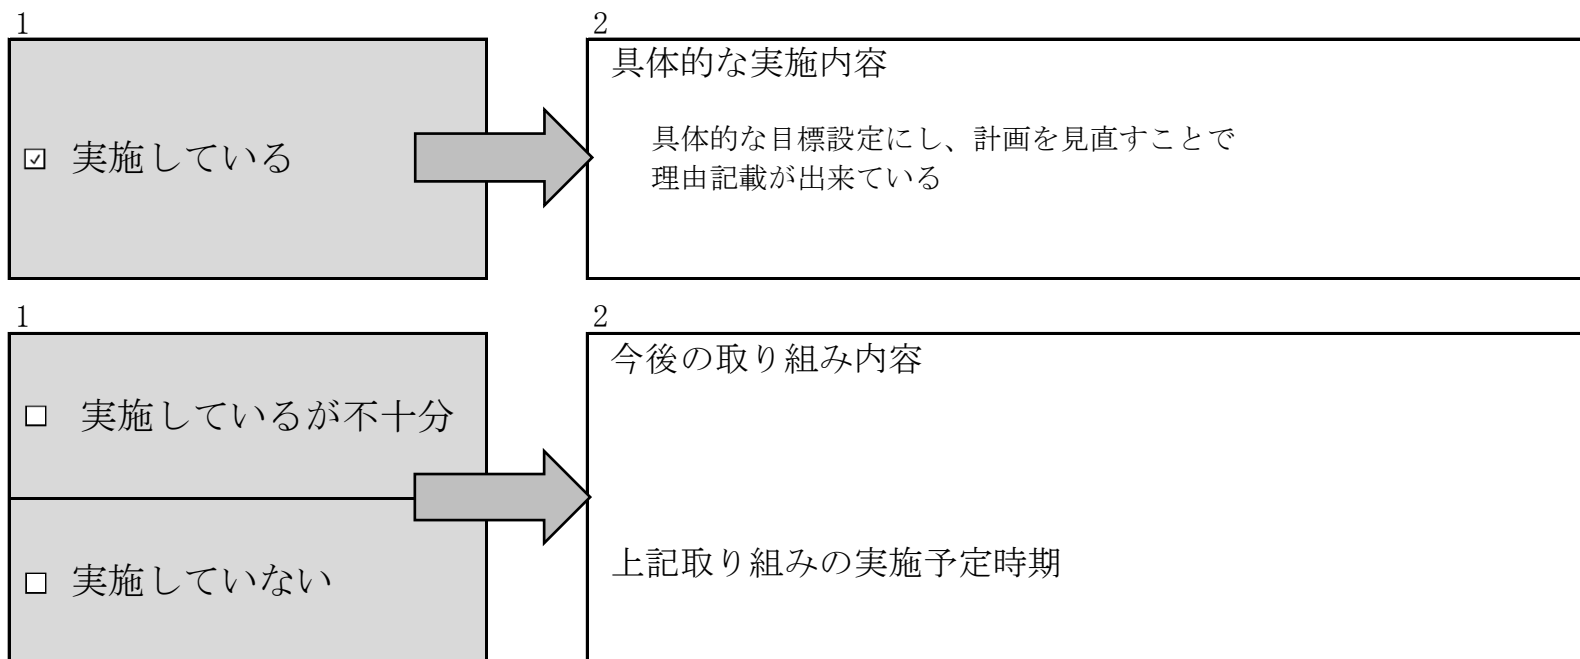 1
2
☑ 実施している
具体的な実施内容
具体的な目標設定にし、計画を見直すことで
理由記載が出来ている
1
2
☐ 実施しているが不十分
☐ 実施していない
今後の取り組み内容
上記取り組みの実施予定時期